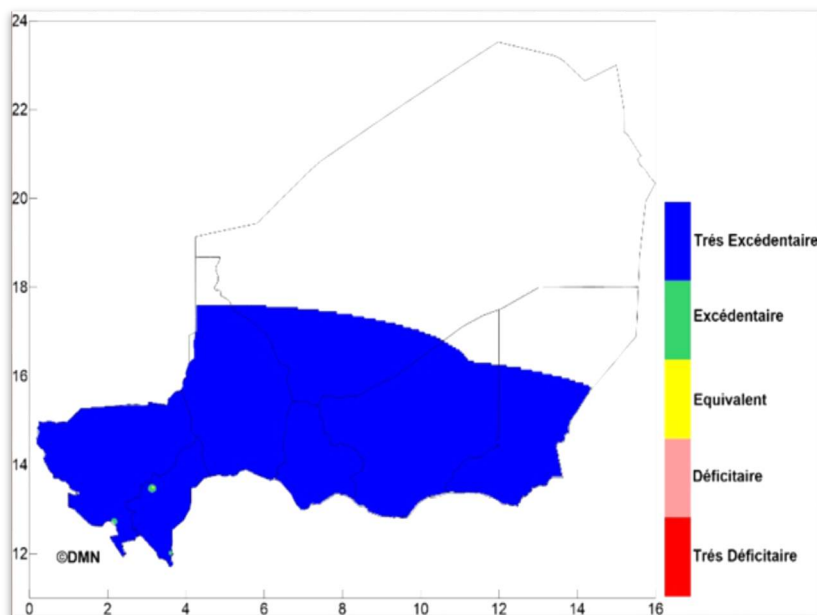 24
22
20
18
16
14
12
0 2 4 6 8 10 12 14 16
©DMN
Trés Excédentaire
Excédentaire
Equivalent
Déficitaire
Trés Déficitaire